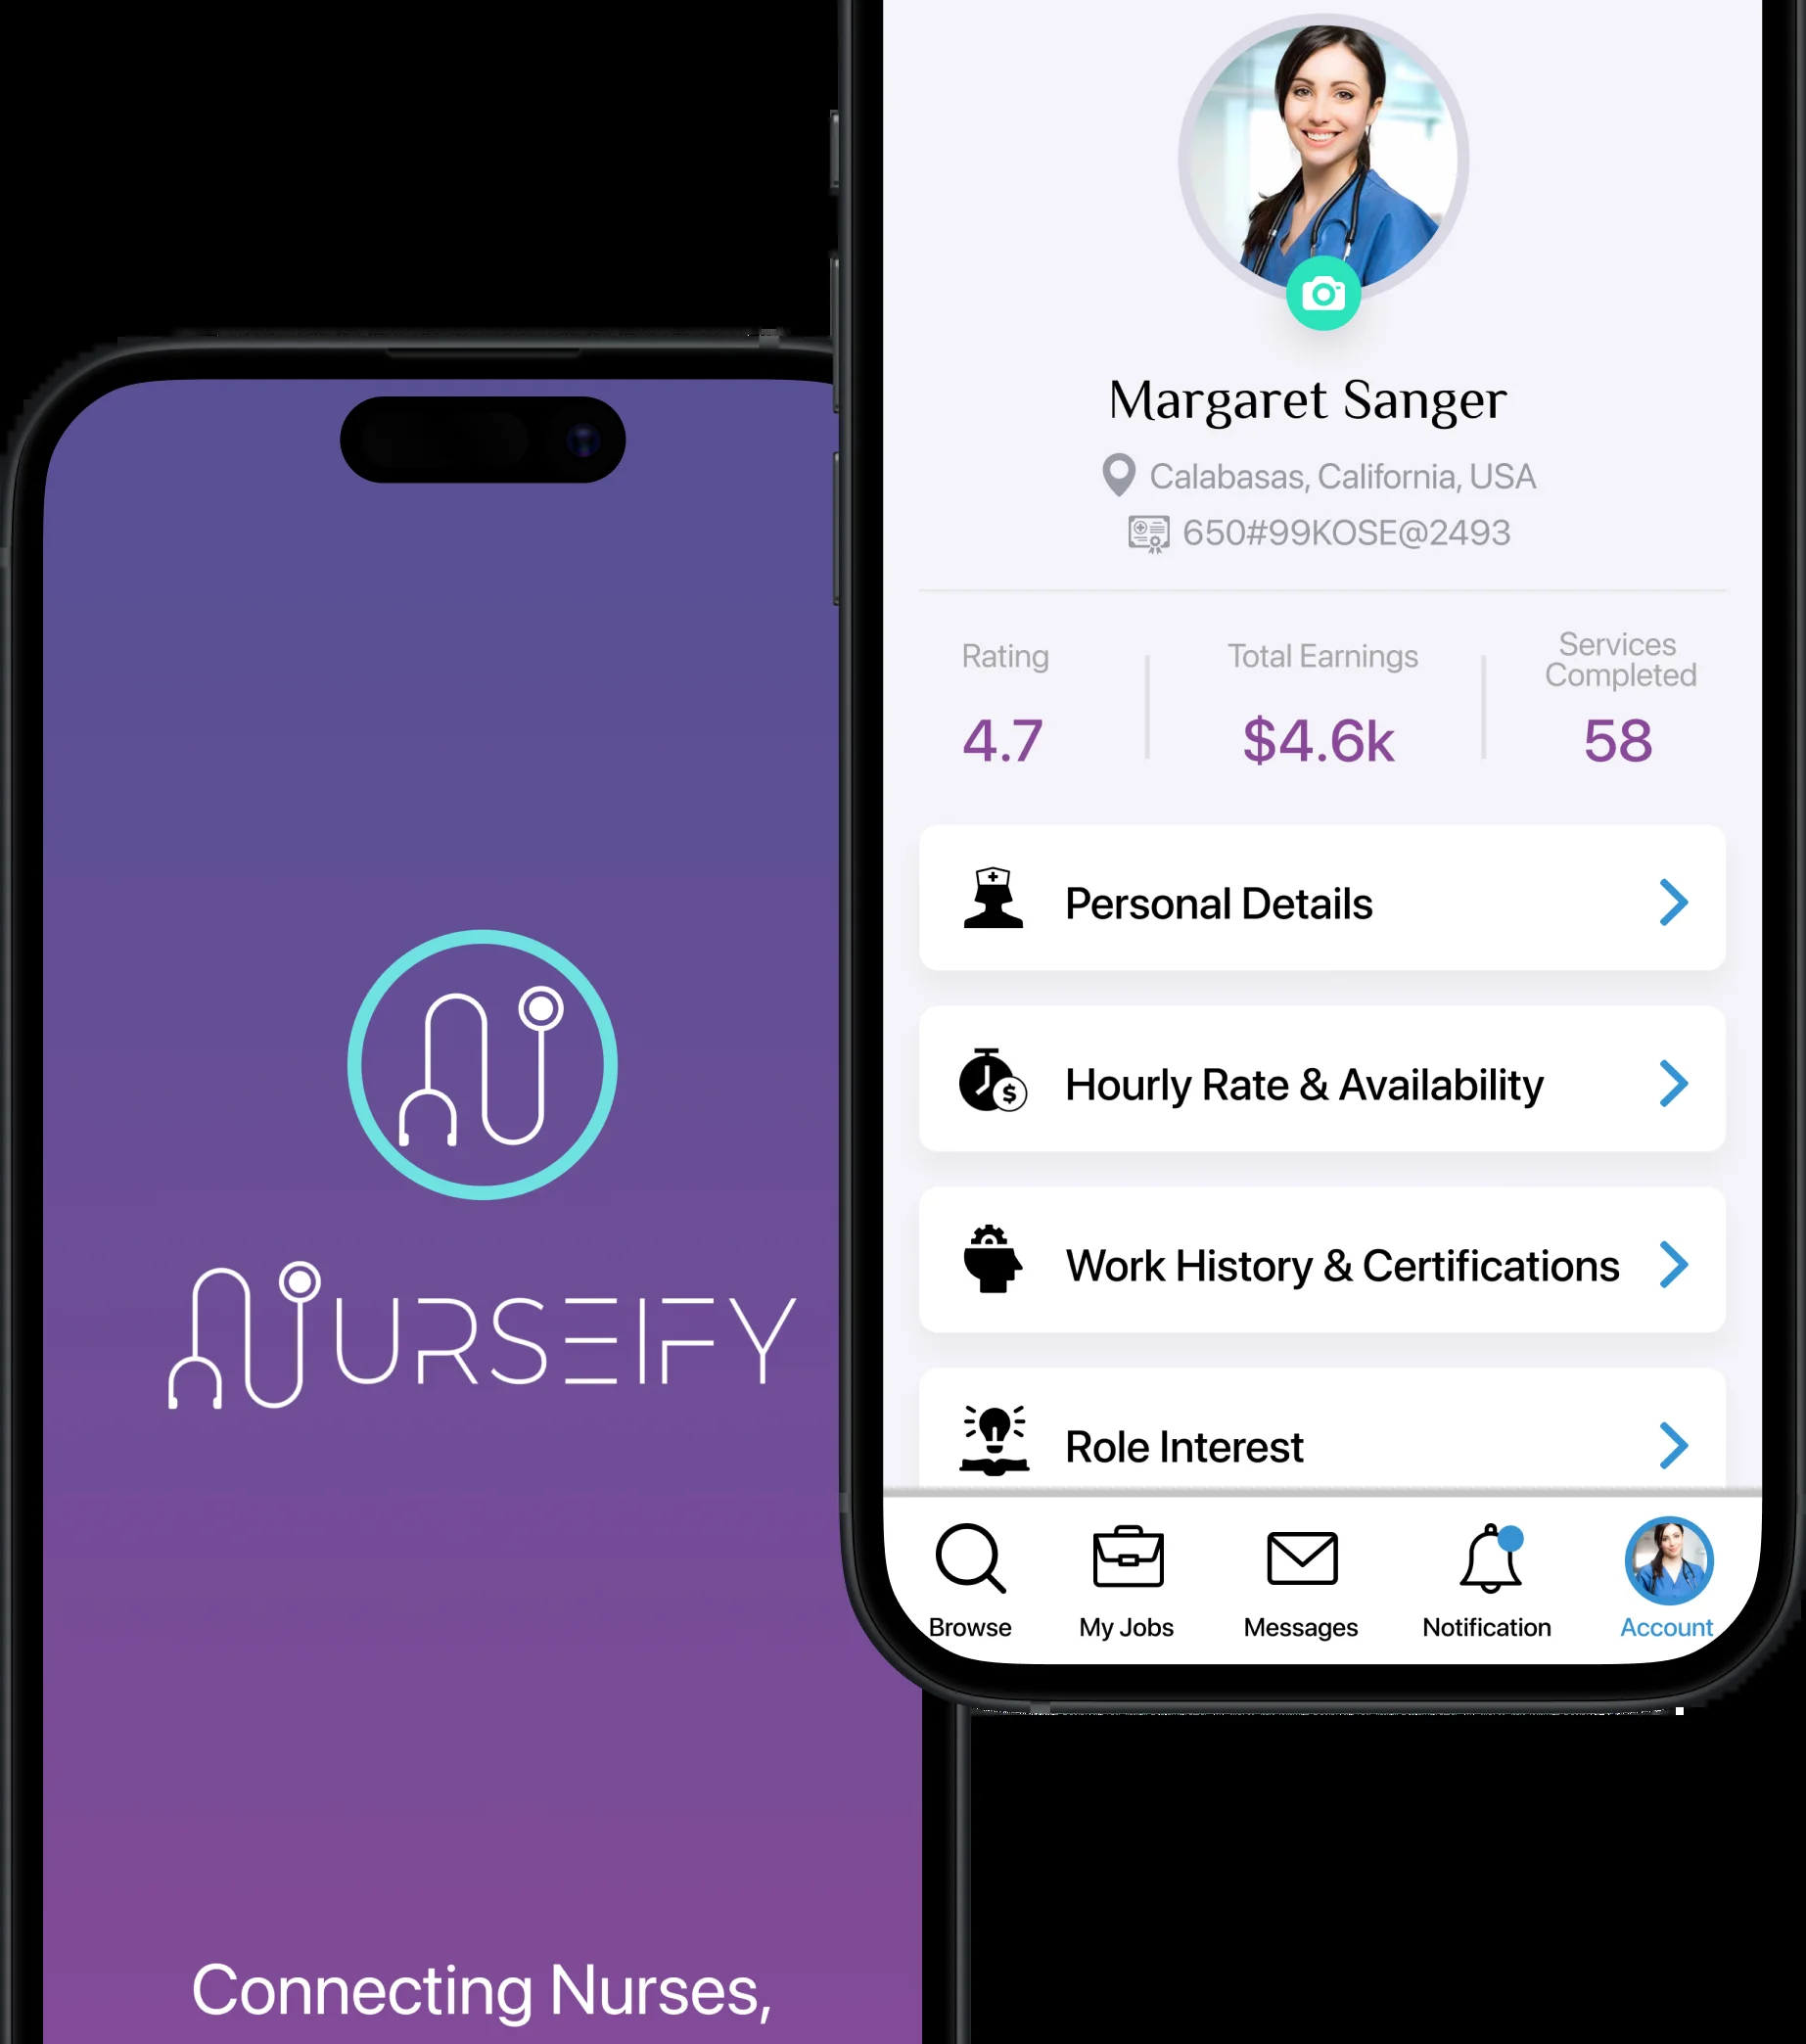 NURSEIFY
Connecting Nurses,
Margaret Sanger
Calabasas, California, USA
650#99KOSE@2493
Rating
4.7
Total Earnings
$4.6k
Services
Completed
58
Personal Details
Hourly Rate & Availability
Work History & Certifications
Role Interest
Browse
My Jobs
Messages
Notification
Account